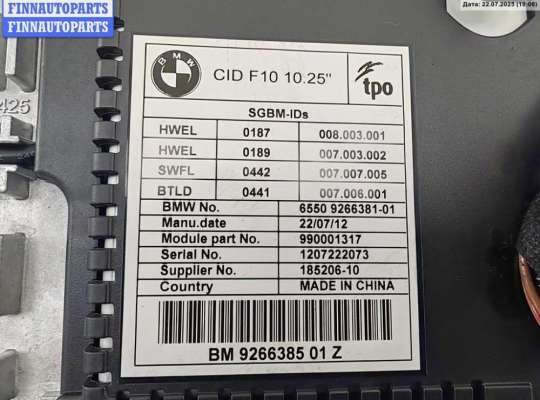 FINNAUTOPARTS
FINNAUTOPARTS
FINNAUTOPARTS
Дата: 22.07.2025 (19:06)
BMW
CID F10 10.25"
tpo
SGBM-IDs
HWEL 0187 008.003.001
HWEL 0189 007.003.002
SWFL 0442 007.007.005
BTLD 0441 007.006.001
BMW No. 6550 9266381-01
Manu.date 22/07/12
Module part No. 990001317
Serial No. 1207222073
Supplier No. 185206-10
Country MADE IN CHINA
BM 9266385 01 Z
425